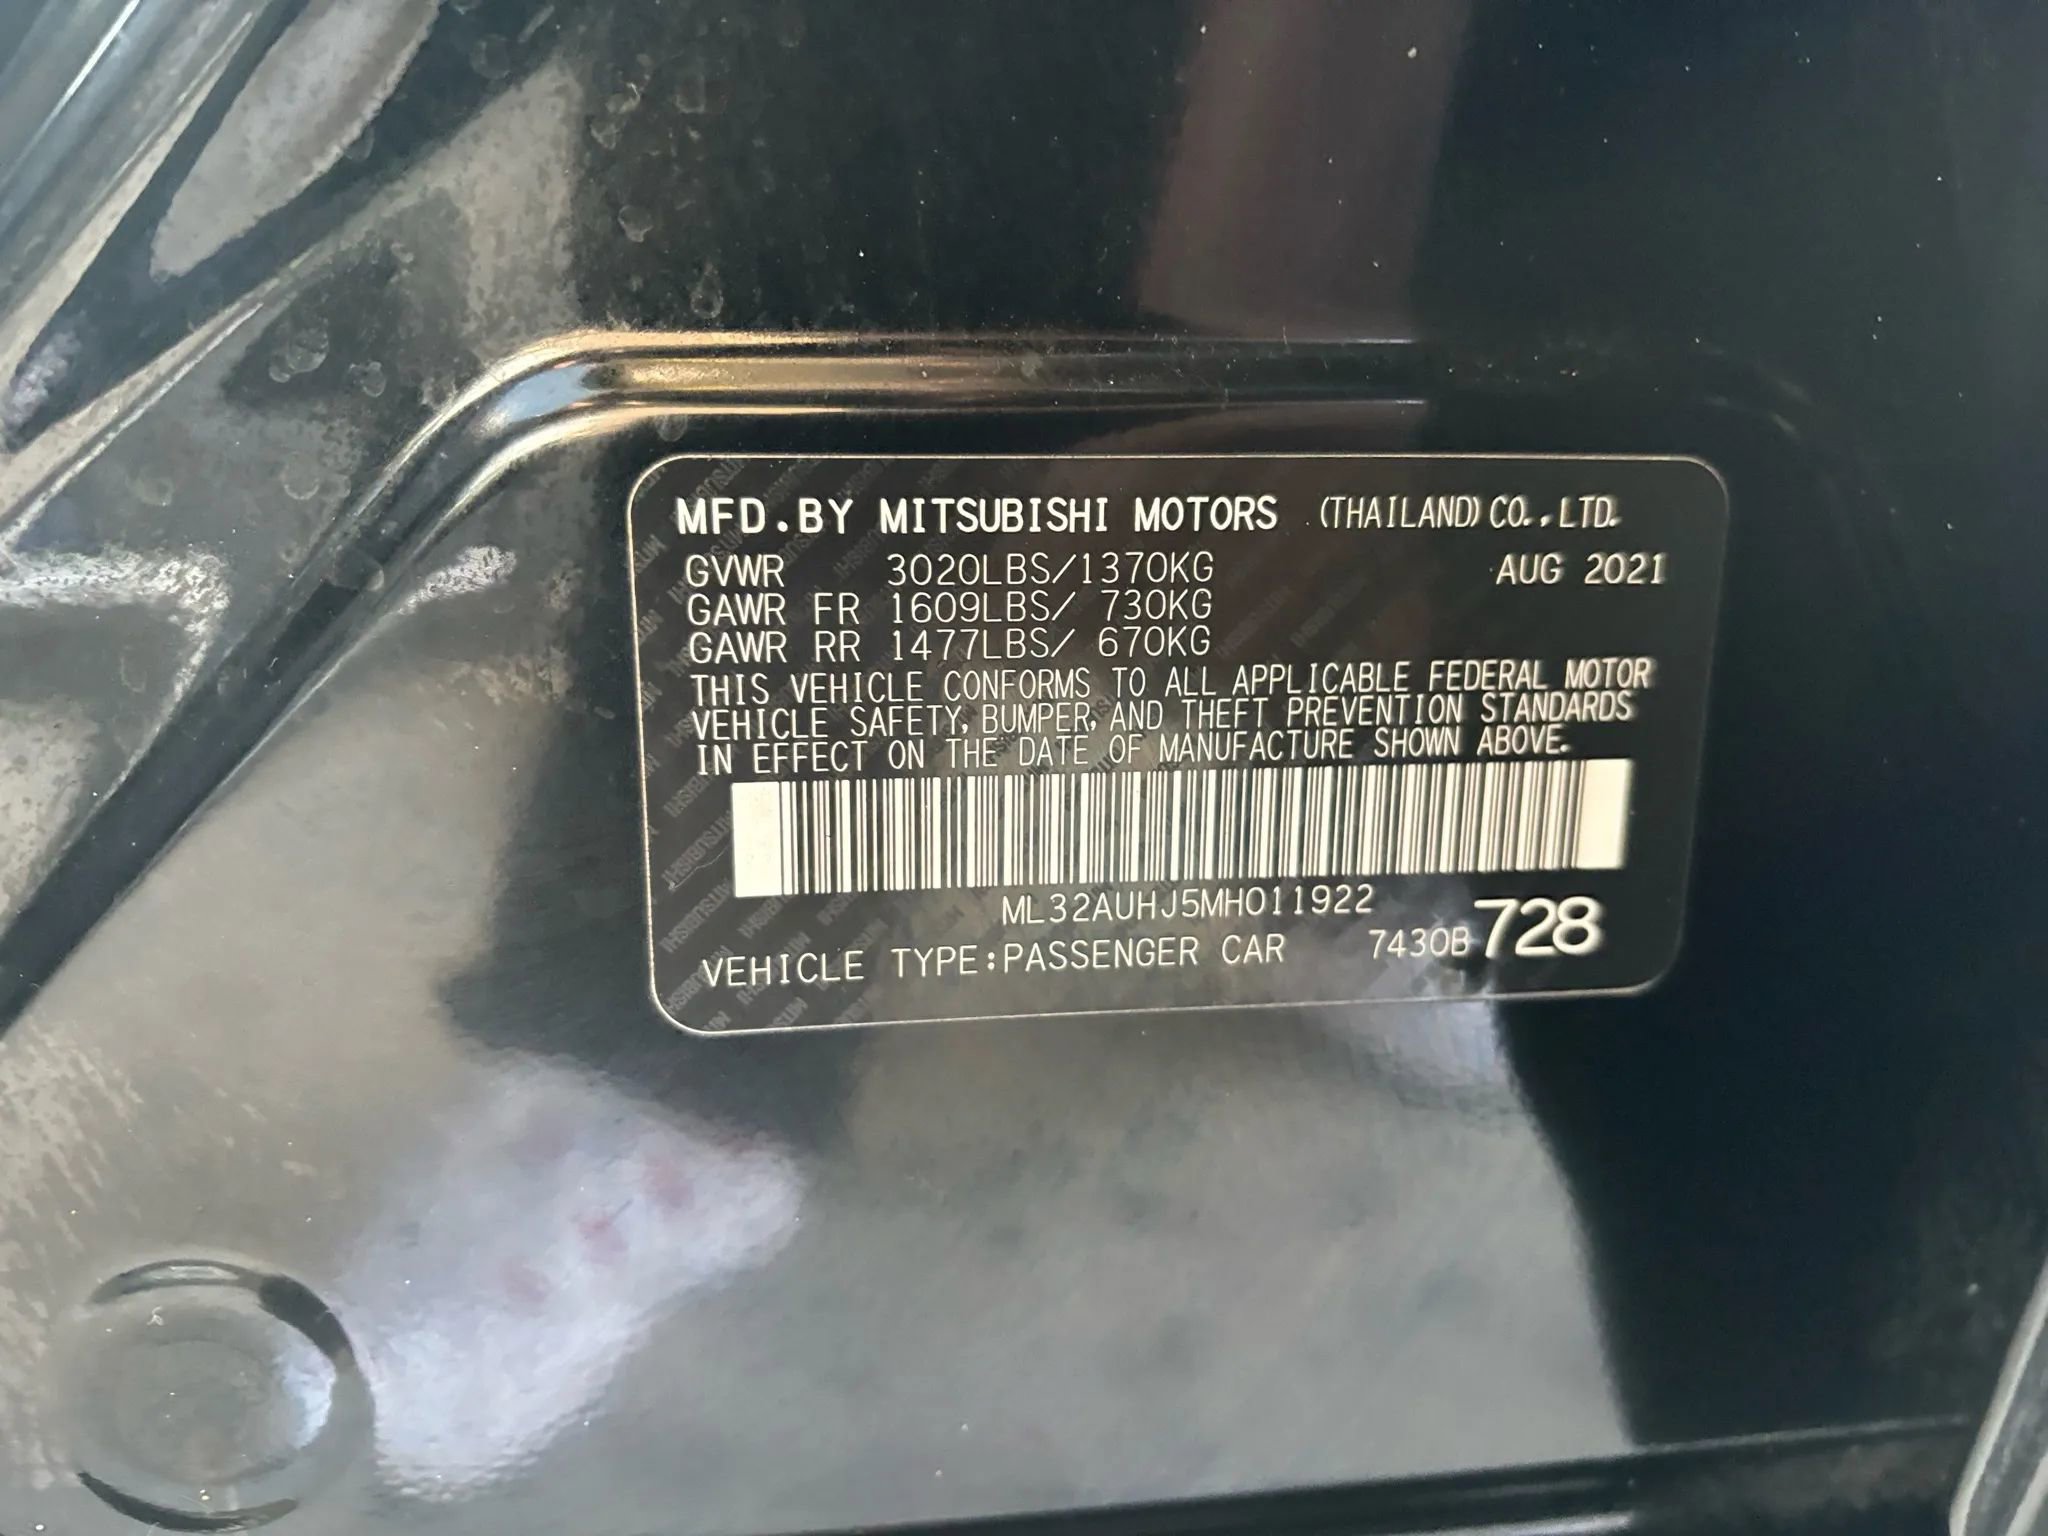 MFD.BY MITSUBISHI MOTORS (THAILAND) CO.,LTD.
GVWR 3020LBS/1370KG AUG 2021
GAWR FR 1609LBS/ 730KG
GAWR RR 1477LBS/ 670KG
THIS VEHICLE CONFORMS TO ALL APPLICABLE FEDERAL MOTOR
VEHICLE SAFETY, BUMPER, AND THEFT PREVENTION STANDARDS
IN EFFECT ON THE DATE OF MANUFACTURE SHOWN ABOVE.
ML32AUHJ5MH011922
VEHICLE TYPE:PASSENGER CAR 7430B728